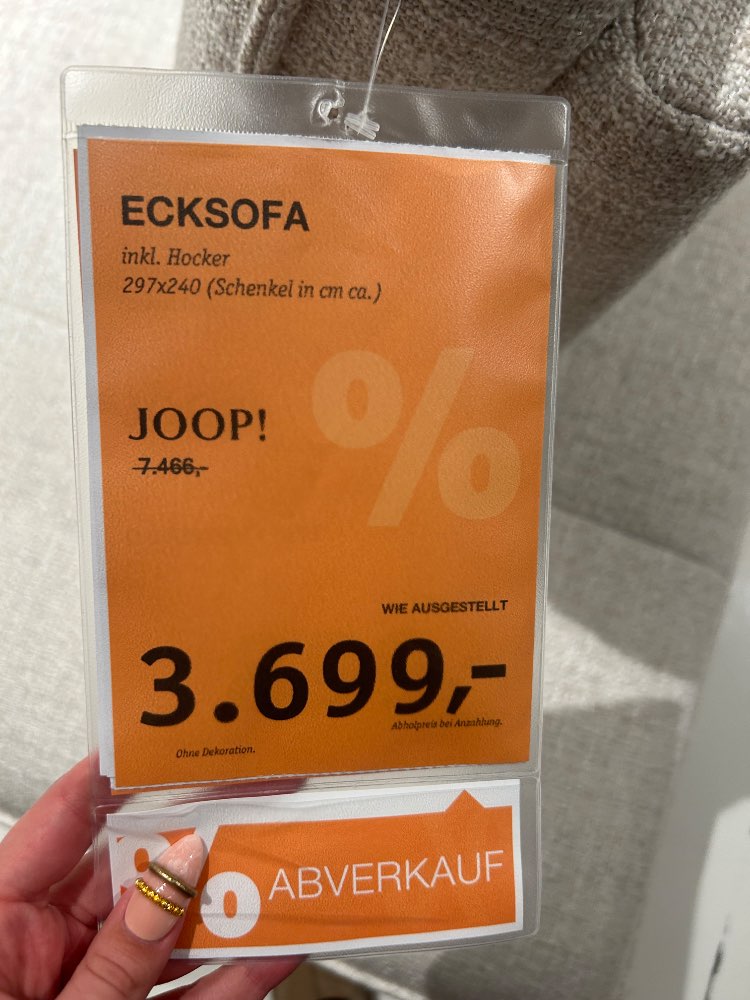 ECKSOFA
inkl. Hocker
297x240 (Schenkel in cm ca.)
%
JOOP!
7.466,-
WIE AUSGESTELLT
3.699,-
Abholpreis bei Anzahlung.
Ohne Dekoration.
% ABVERKAUF